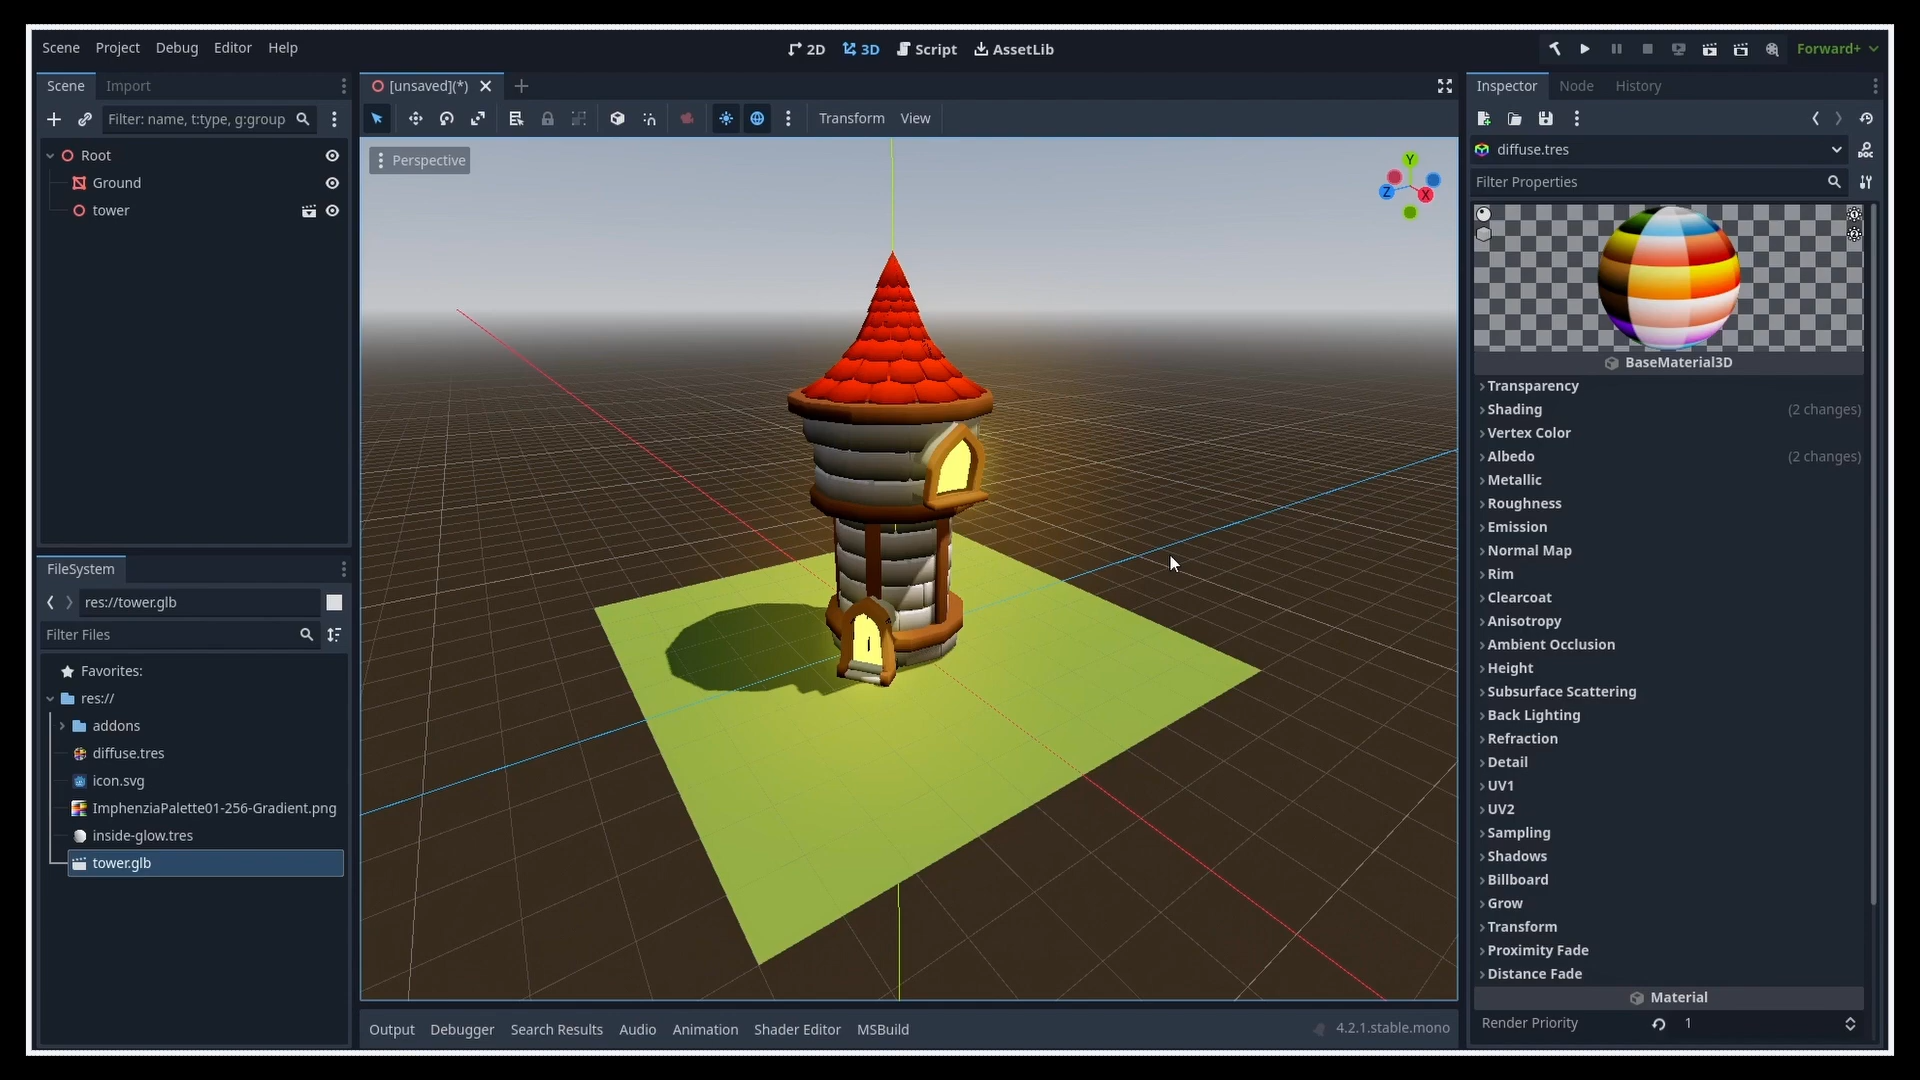 Scene Project Debug Editor Help
2D 3D Script AssetLib
Forward+
Scene Import
Filter: name, t:type, g:group
Root
Ground
tower
FileSystem
res://tower.glb
Filter Files
Favorites:
res://
addons
diffuse.tres
icon.svg
ImphenziaPalette01-256-Gradient.png
inside-glow.tres
tower.glb
[unsaved](*)
Transform View
Perspective
Y
Z
X
Output Debugger Search Results Audio Animation Shader Editor MSBuild
4.2.1.stable.mono
Inspector Node History
diffuse.tres
DOC
Filter Properties
BaseMaterial3D
Transparency
Shading (2 changes)
Vertex Color
Albedo (2 changes)
Metallic
Roughness
Emission
Normal Map
Rim
Clearcoat
Anisotropy
Ambient Occlusion
Height
Subsurface Scattering
Back Lighting
Refraction
Detail
UV1
UV2
Sampling
Shadows
Billboard
Grow
Transform
Proximity Fade
Distance Fade
Material
Render Priority 1